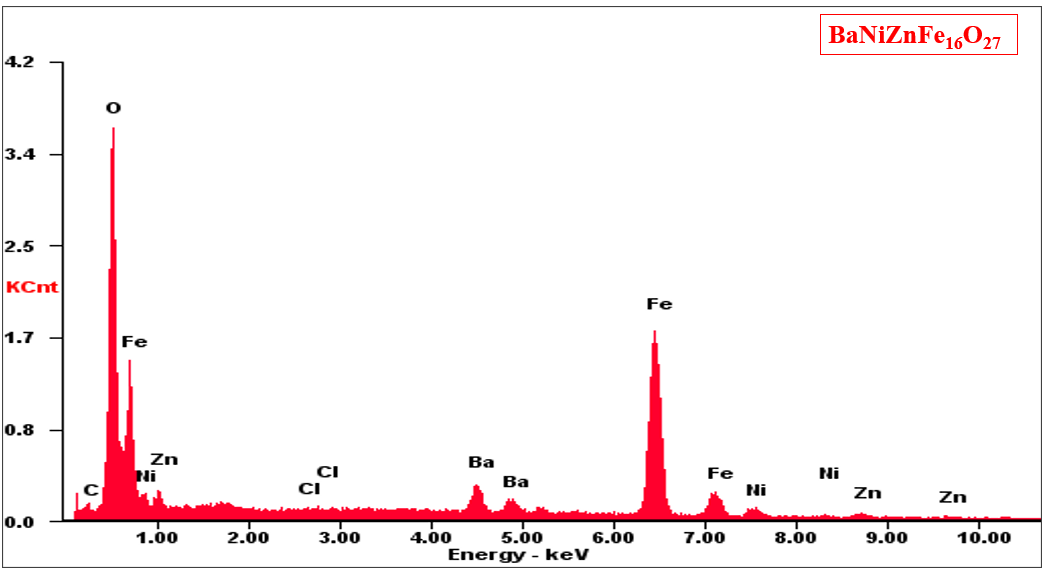 BaNiZnFe₁₆O₂₇
4.2
O
3.4
2.5
KCnt
Fe
Fe
1.7
0.8
Zn
Ni
C
Cl
Cl
Ba
Ba
Fe
Ni
Ni
Zn
Zn
0.0
1.00 2.00 3.00 4.00 5.00 6.00 7.00 8.00 9.00 10.00
Energy - keV